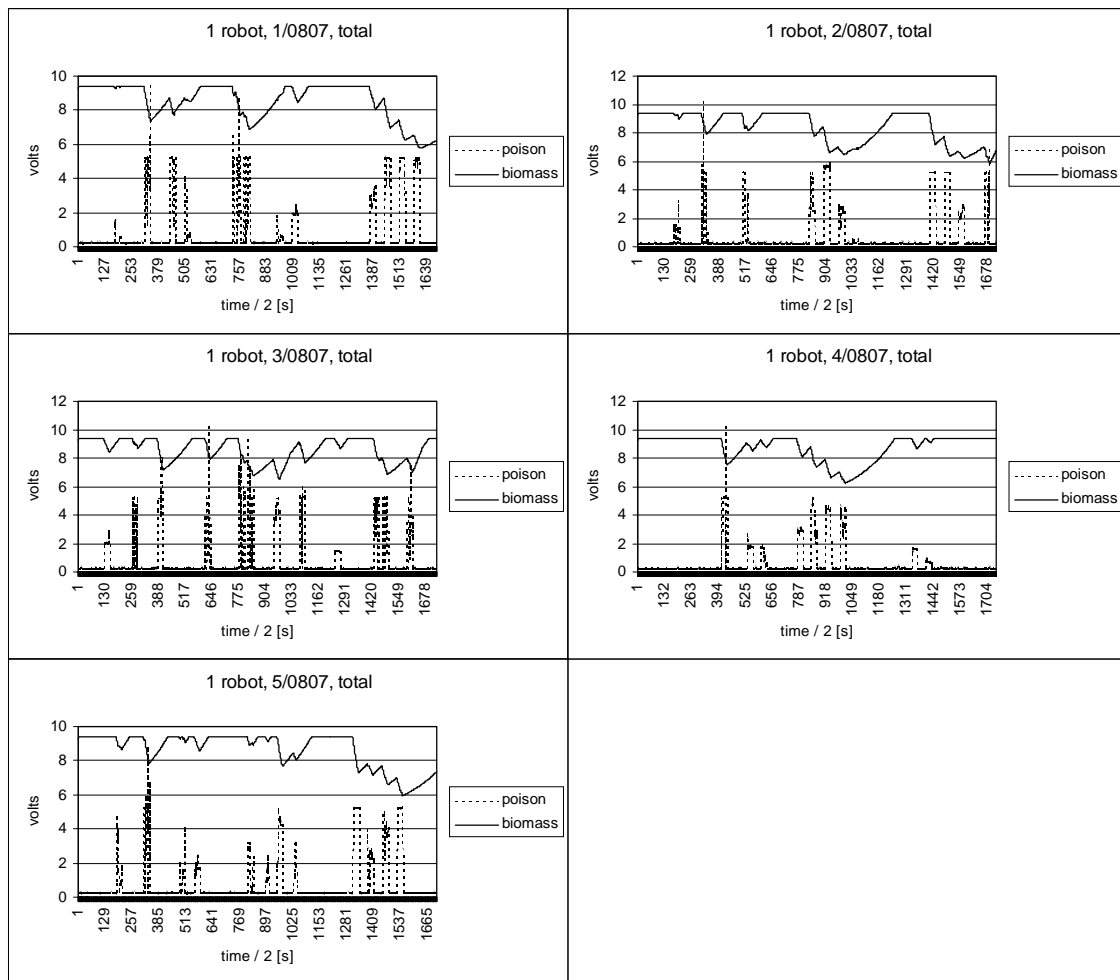 1 robot, 1/0807, total
10
8
6
4
2
0
volts
1 127 253 379 505 631 757 883 1009 1135 1261 1387 1513 1639
time / 2 [s]
poison
biomass
1 robot, 2/0807, total
12
10
8
6
4
2
0
volts
1 130 259 388 517 646 775 904 1033 1162 1291 1420 1549 1678
time / 2 [s]
poison
biomass
1 robot, 3/0807, total
12
10
8
6
4
2
0
volts
1 130 259 388 517 646 775 904 1033 1162 1291 1420 1549 1678
time / 2 [s]
poison
biomass
1 robot, 4/0807, total
12
10
8
6
4
2
0
volts
1 132 263 394 525 656 787 918 1049 1180 1311 1442 1573 1704
time / 2 [s]
poison
biomass
1 robot, 5/0807, total
10
8
6
4
2
0
volts
1 129 257 385 513 641 769 897 1025 1153 1281 1409 1537 1665
time / 2 [s]
poison
biomass